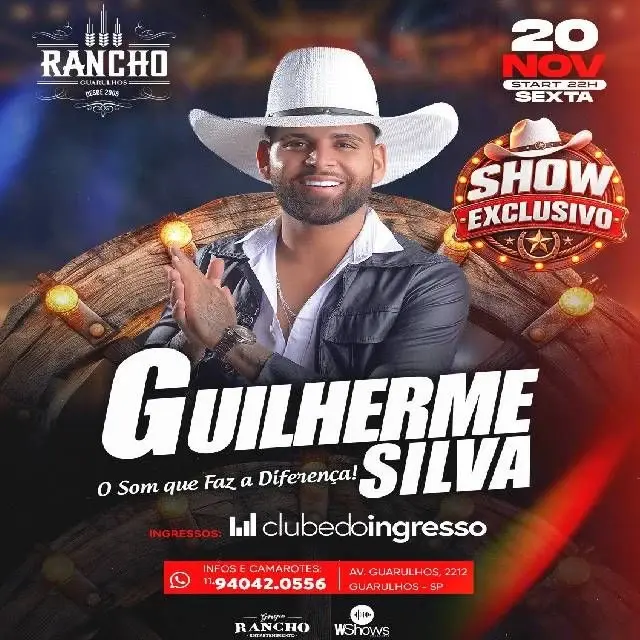 RANCHO
GUARULHOS
DESDE 2009
20
NOV
START 22H
SEXTA
SHOW
EXCLUSIVO
GUILHERME
SILVA
O Som que Faz a Diferença!
INGRESSOS: clubedoingresso
INFOS E CAMAROTES:
11 94042.0556
AV. GUARULHOS, 2212
GUARULHOS - SP
Grupo
RANCHO
ENTRETENIMENTO
WShows